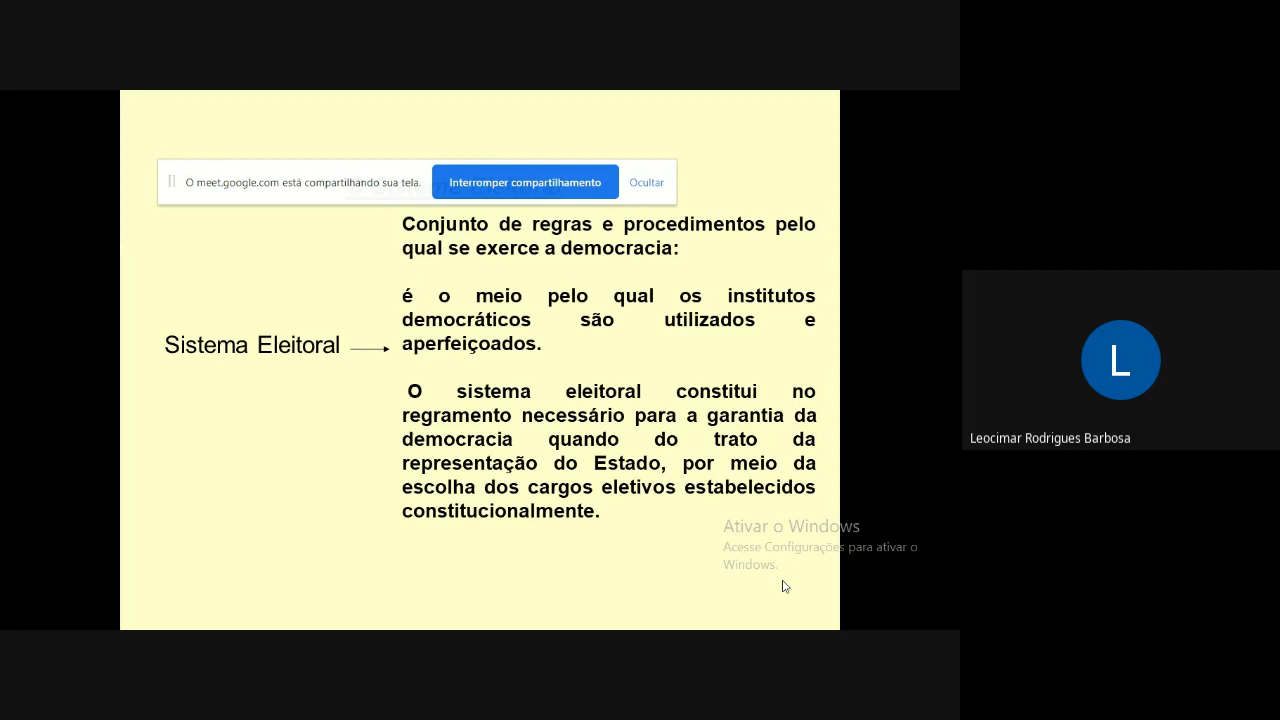 O meet.google.com está compartilhando sua tela.
Interromper compartilhamento
Ocultar
Conjunto de regras e procedimentos pelo
qual se exerce a democracia:
é o meio pelo qual os institutos
democráticos são utilizados e
aperfeiçoados.
Sistema Eleitoral
O sistema eleitoral constitui no
regramento necessário para a garantia da
democracia quando do trato da
representação do Estado, por meio da
escolha dos cargos eletivos estabelecidos
constitucionalmente.
Ativar o Windows
Acesse Configurações para ativar o
Windows.
L
Leocimar Rodrigues Barbosa